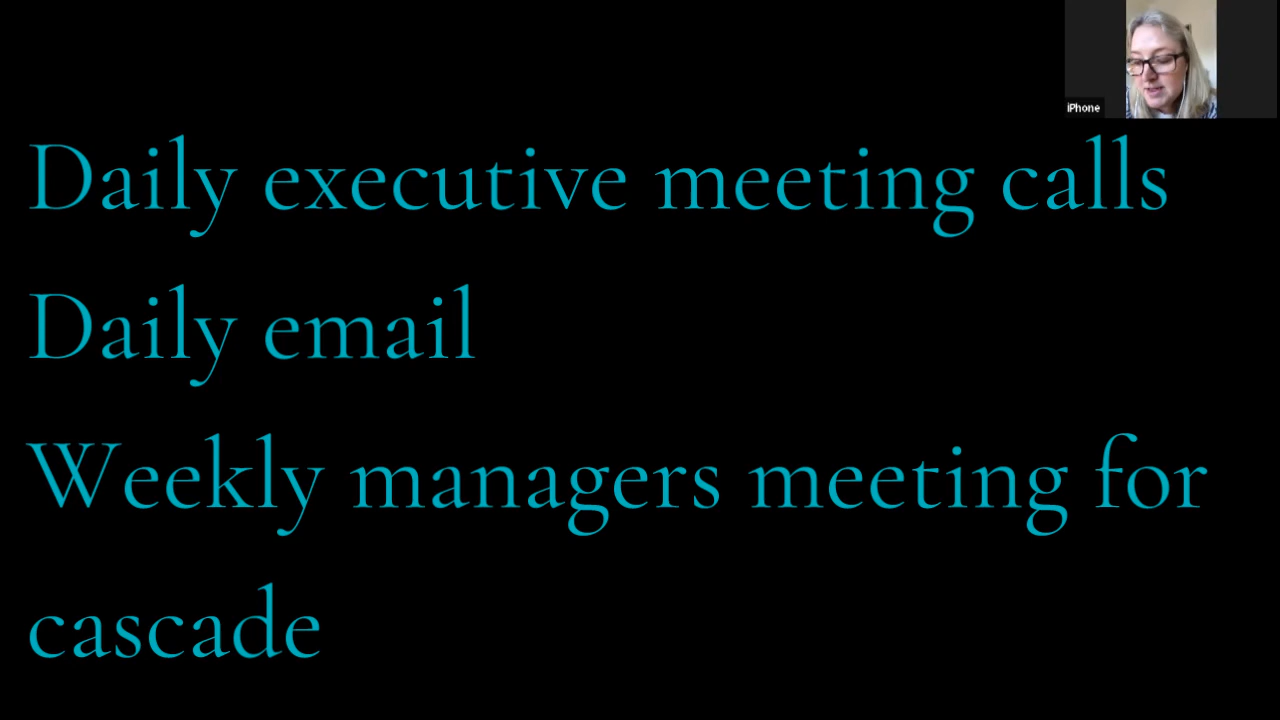 iPhone
Daily executive meeting calls
Daily email
Weekly managers meeting for
cascade